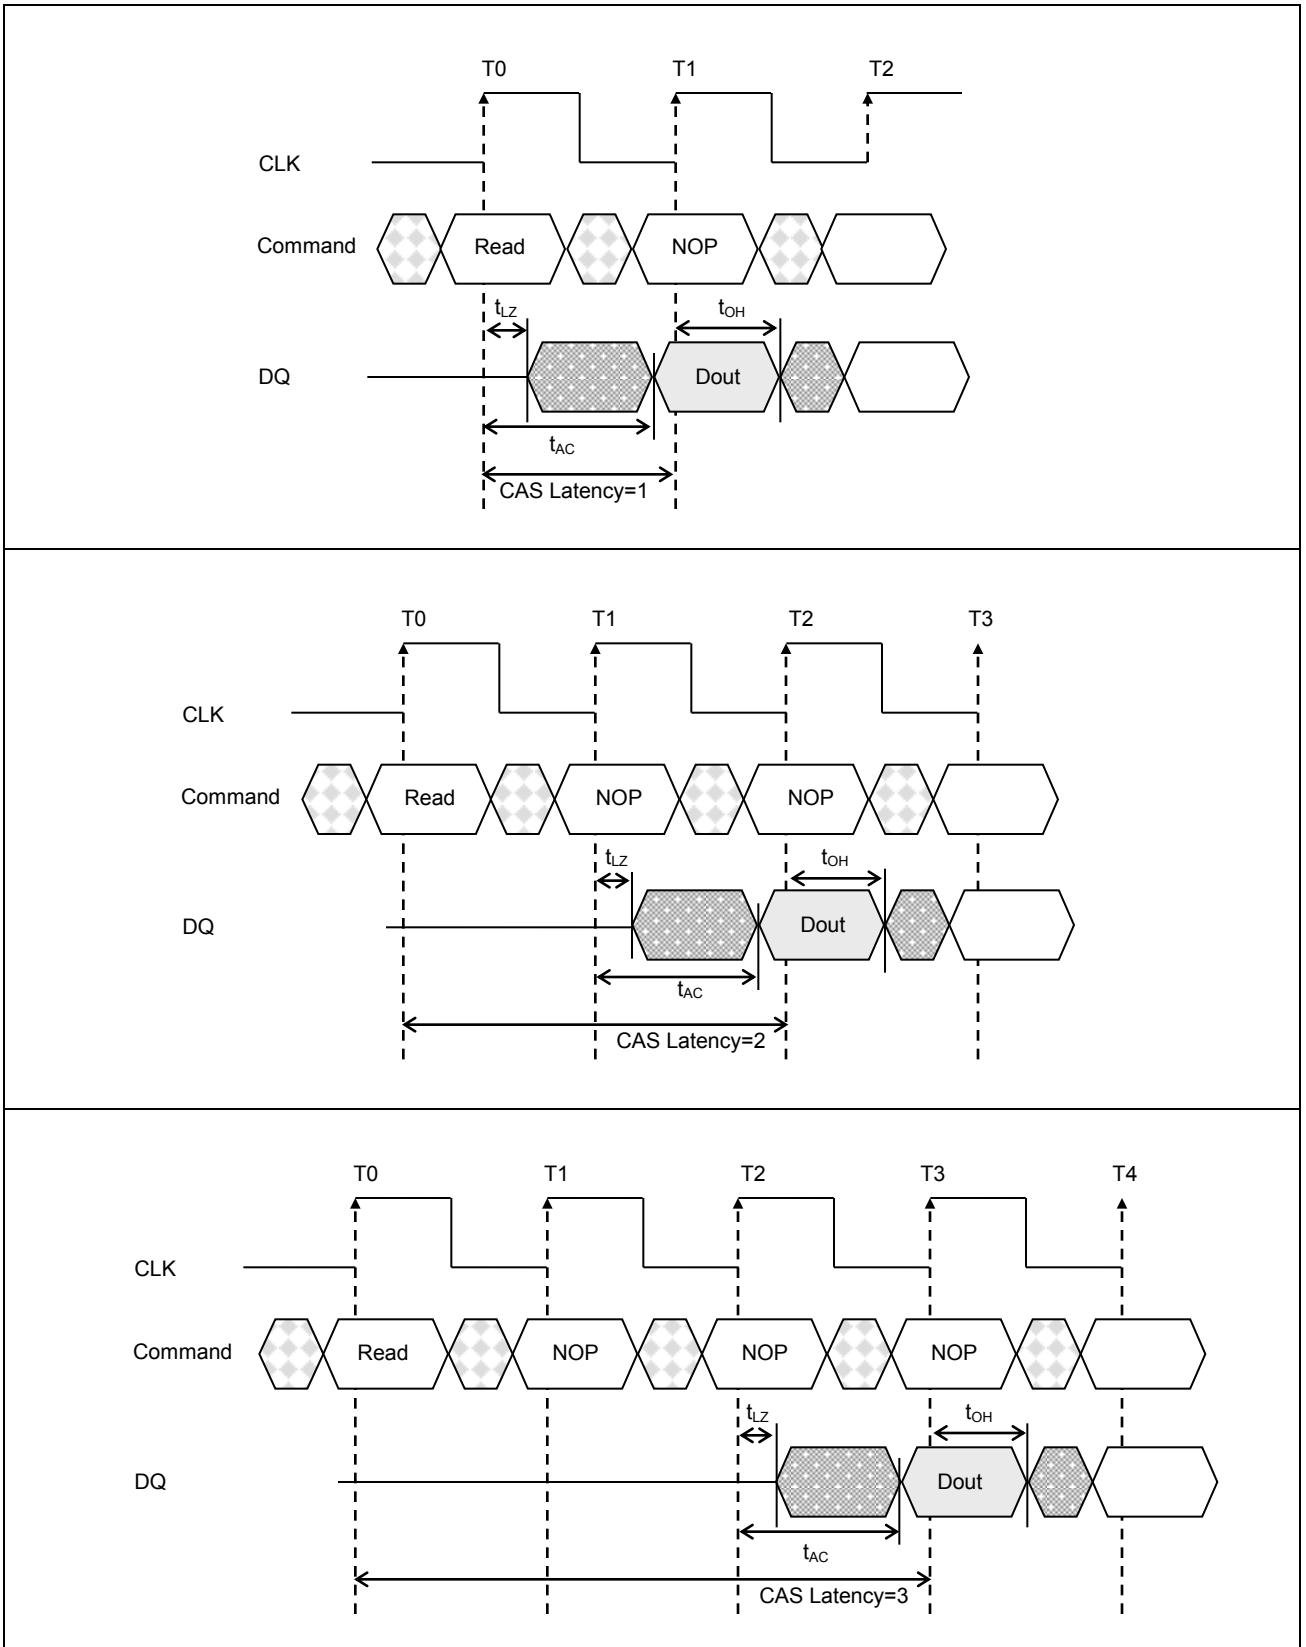 T0 T1 T2
CLK
Command Read NOP
tLZ tOH
DQ Dout
tAC
CAS Latency=1
T0 T1 T2 T3
CLK
Command Read NOP NOP
tLZ tOH
DQ Dout
tAC
CAS Latency=2
T0 T1 T2 T3 T4
CLK
Command Read NOP NOP NOP
tLZ tOH
DQ Dout
tAC
CAS Latency=3